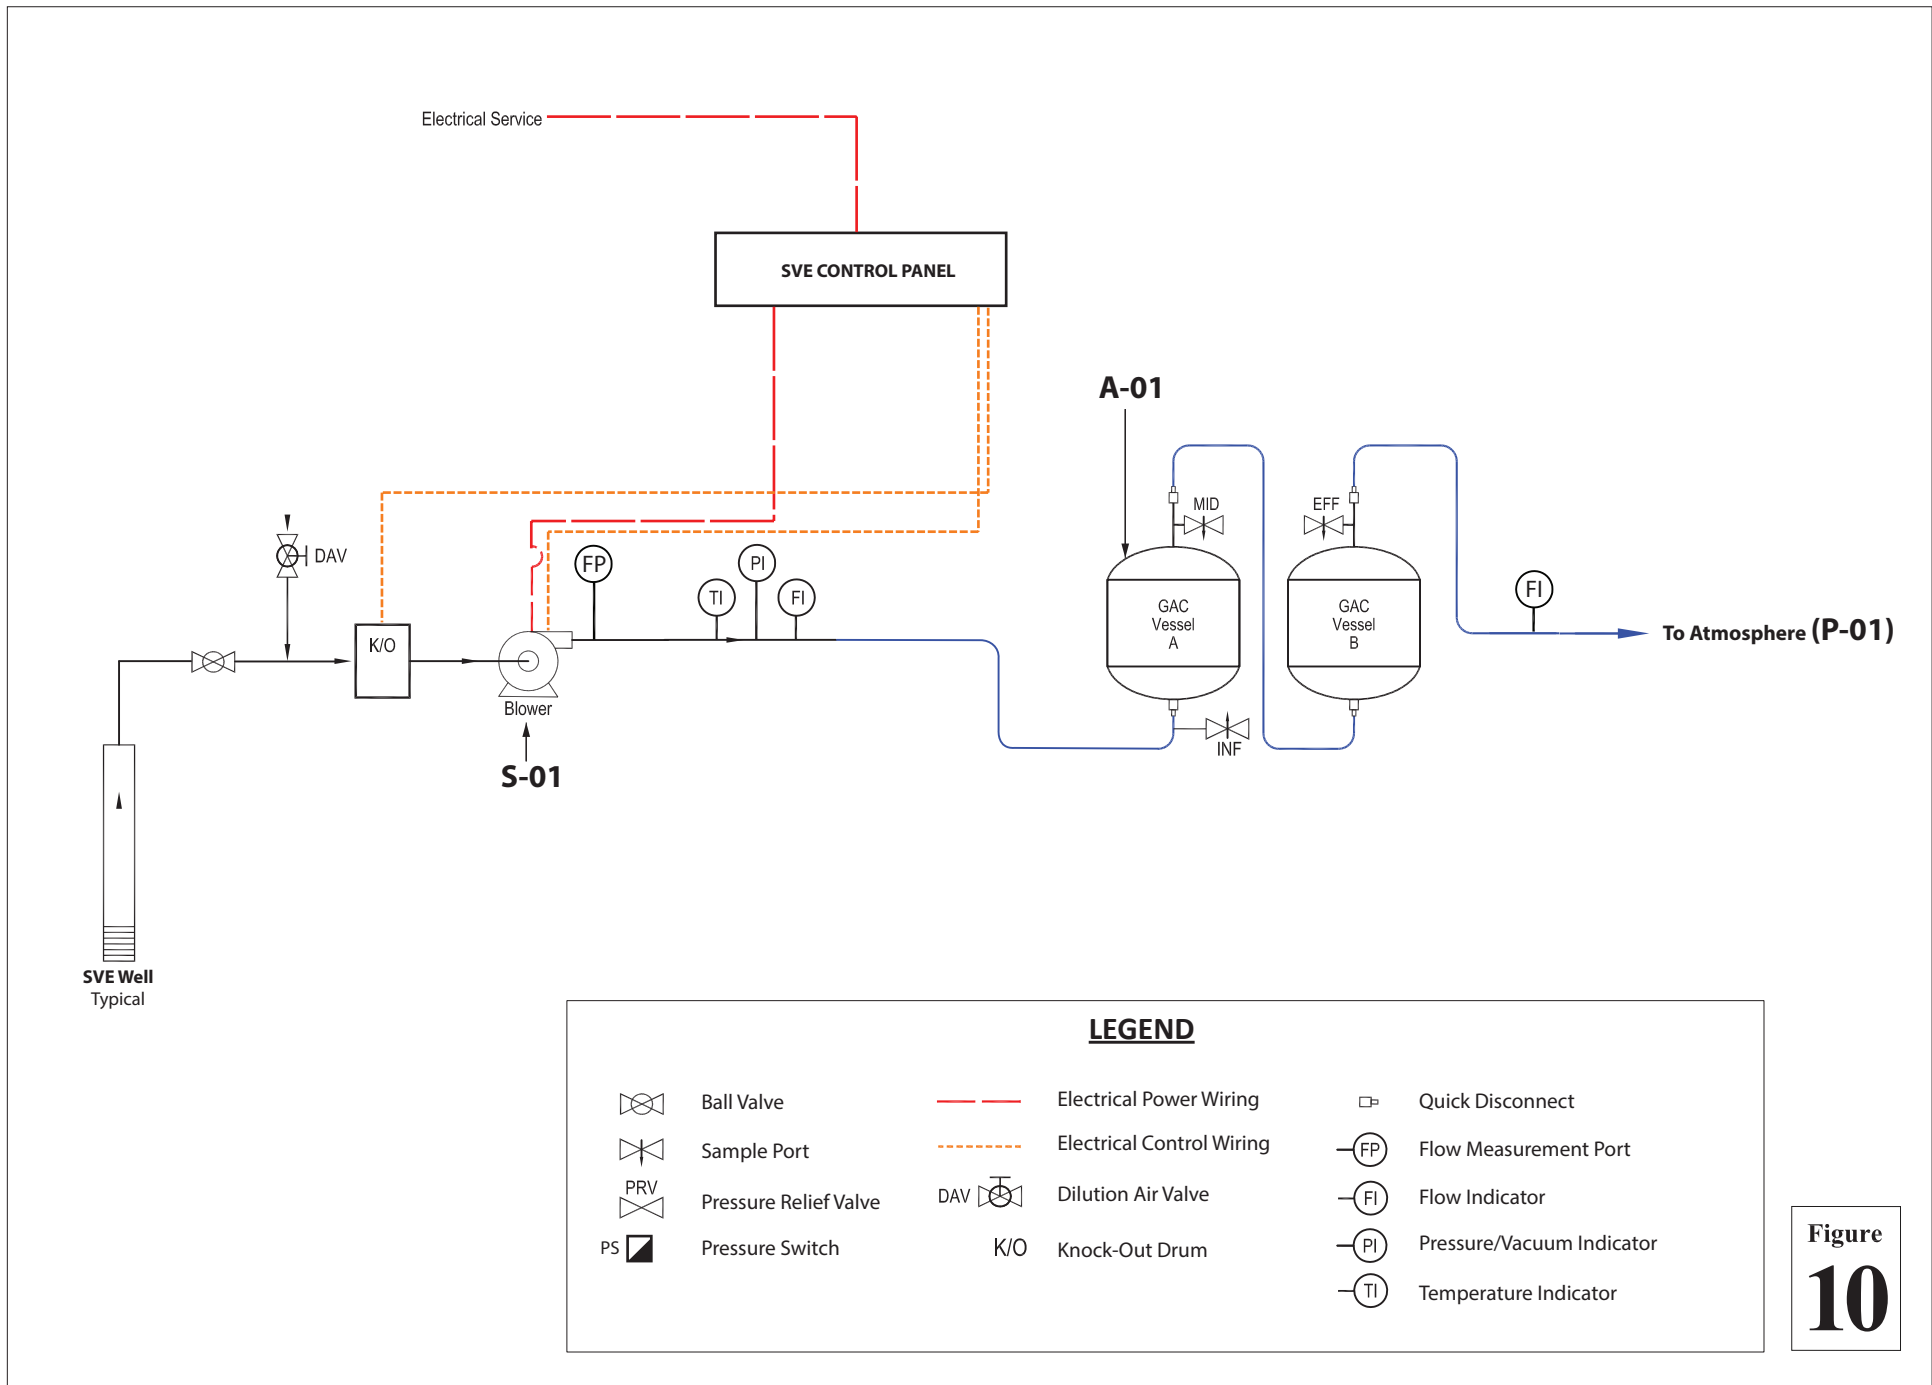 Electrical Service
SVE CONTROL PANEL
A-01
MID
EFF
DAV
FP
PI
TI
FI
FI
K/O
GAC
Vessel
A
GAC
Vessel
B
To Atmosphere (P-01)
Blower
INF
S-01
SVE Well
Typical
LEGEND
Ball Valve
Sample Port
PRV
Pressure Relief Valve
PS
Pressure Switch
Electrical Power Wiring
Electrical Control Wiring
DAV
Dilution Air Valve
K/O
Knock-Out Drum
Quick Disconnect
FP
Flow Measurement Port
FI
Flow Indicator
PI
Pressure/Vacuum Indicator
TI
Temperature Indicator
Figure
10